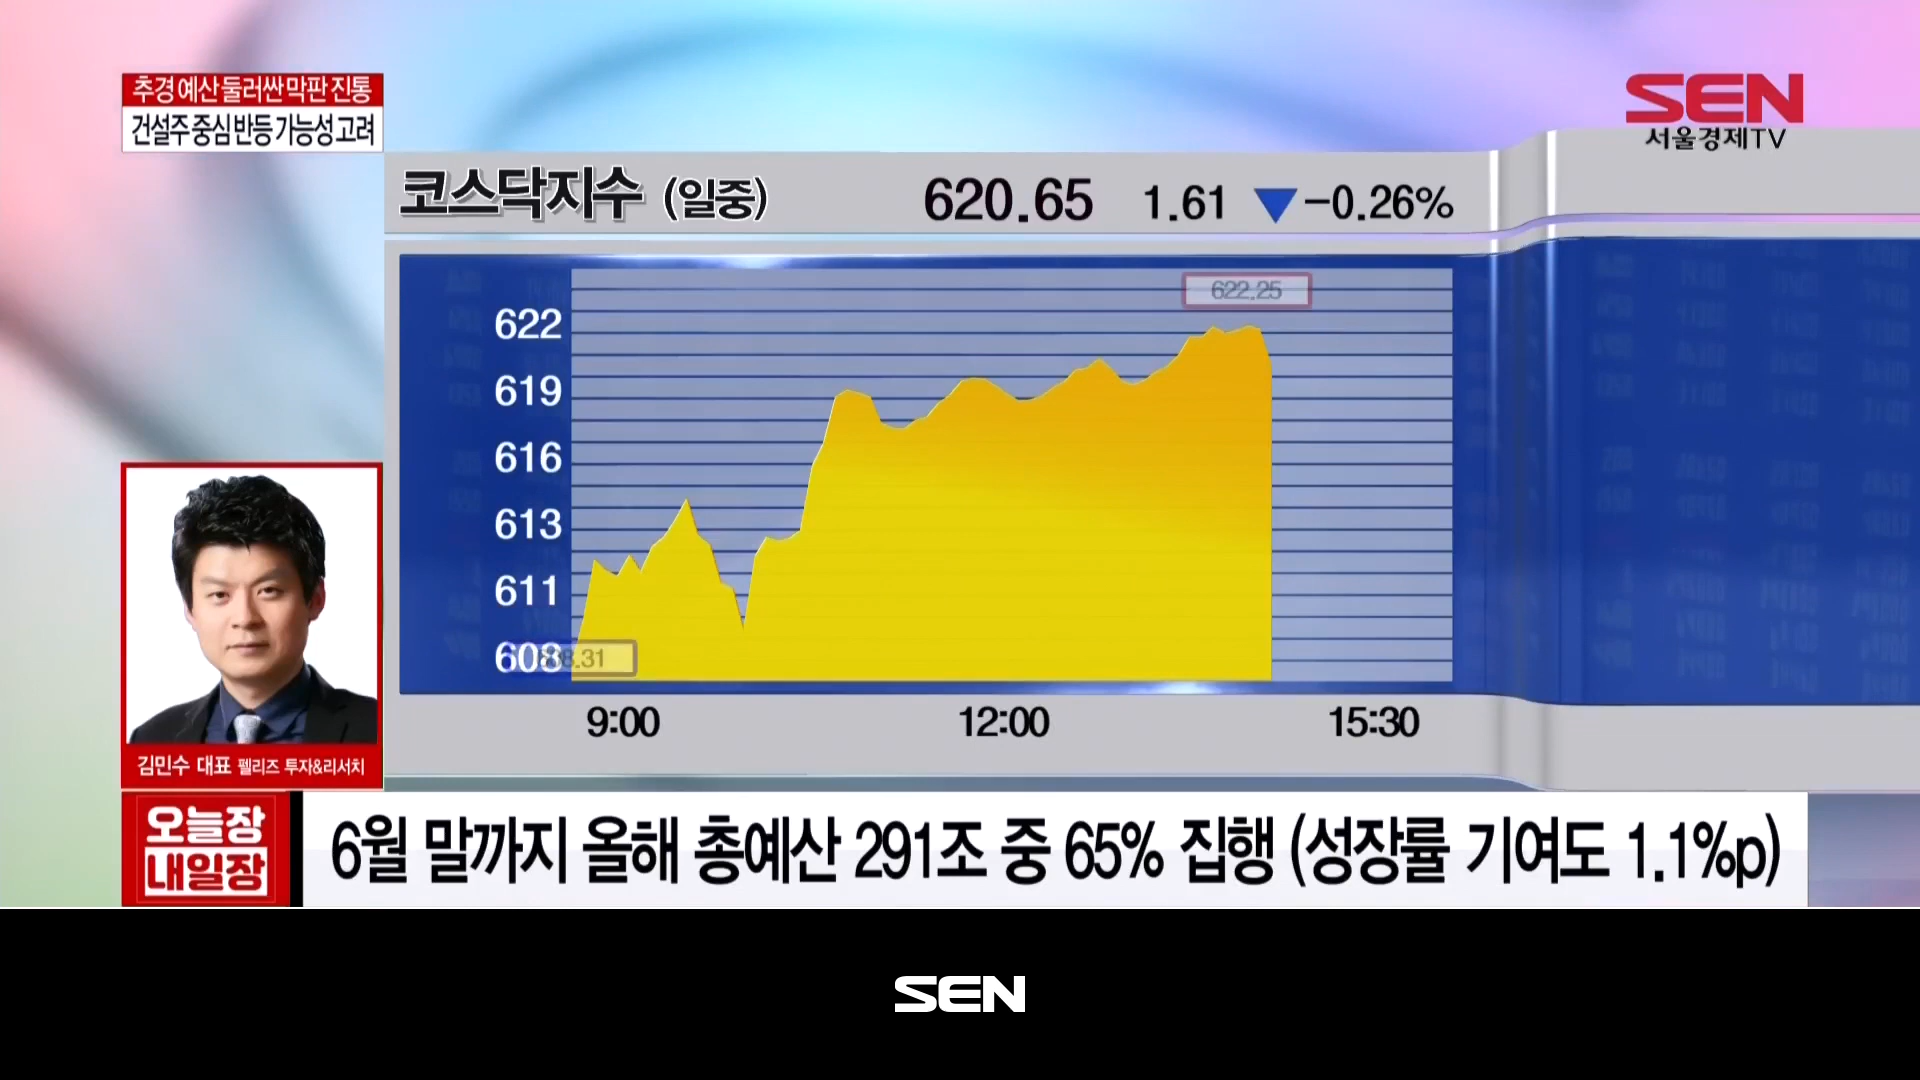 추경 예산 둘러싼 막판 진통
건설주 중심 반등 가능성 고려
SEN
서울경제TV
코스닥지수 (일중) 620.65 1.61 ▼-0.26%
622.25
622
619
616
613
611
608
9:00 12:00 15:30
김민수 대표 펠리즈 투자&리서치
오늘장
내일장
6월 말까지 올해 총예산 291조 중 65% 집행 (성장률 기여도 1.1%p)
SEN